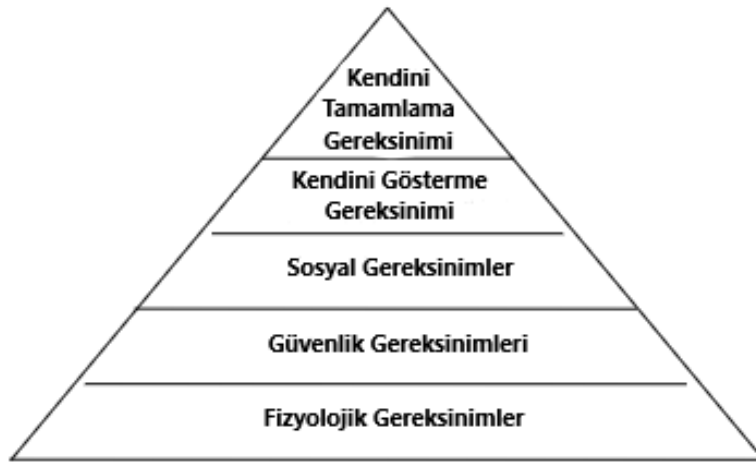 Kendini
Tamamlama
Gereksinimi
Kendini Gösterme
Gereksinimi
Sosyal Gereksinimler
Güvenlik Gereksinimleri
Fizyolojik Gereksinimler